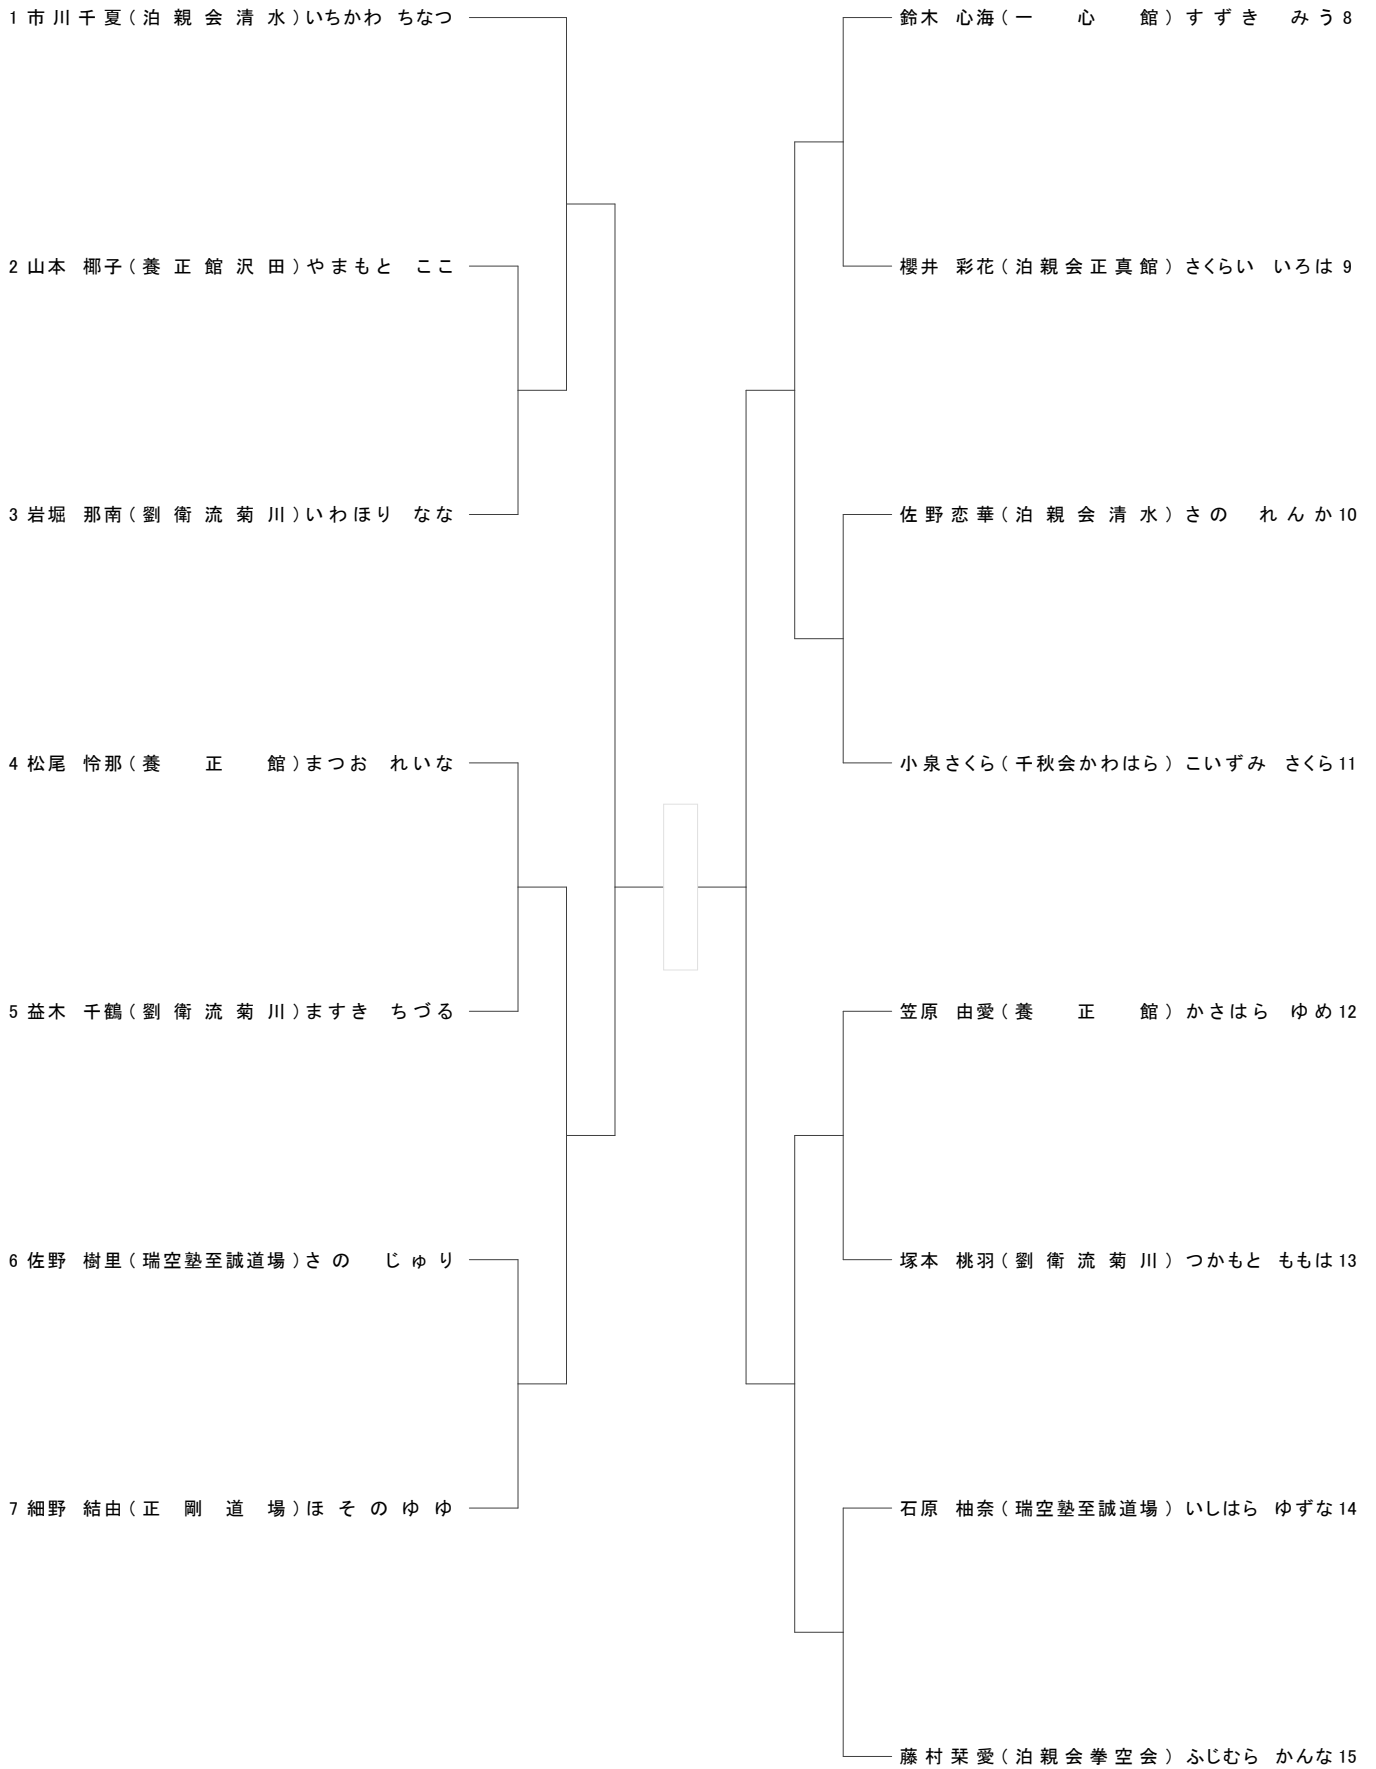 1 市川千夏(泊親会清水)いちかわ ちなつ
2 山本 椰子(養正館沢田)やまもと ここ
3 岩堀 那南(劉衛流菊川)いわほり なな
4 松尾 怜那(養正館)まつお れいな
5 益木 千鶴(劉衛流菊川)ますき ちづる
6 佐野 樹里(瑞空塾至誠道場)さの じゅり
7 細野 結由(正剛道場)ほそのゆゆ
鈴木 心海(一心館)すずき みう 8
櫻井 彩花(泊親会正真館)さくらい いろは 9
佐野恋華(泊親会清水)さの れんか 10
小泉さくら(千秋会かわはら)こいずみ さくら 11
笠原 由愛(養正館)かさはら ゆめ 12
塚本 桃羽(劉衛流菊川)つかもと ももは 13
石原 柚奈(瑞空塾至誠道場)いしはら ゆずな 14
藤村栞愛(泊親会拳空会)ふじむら かんな 15